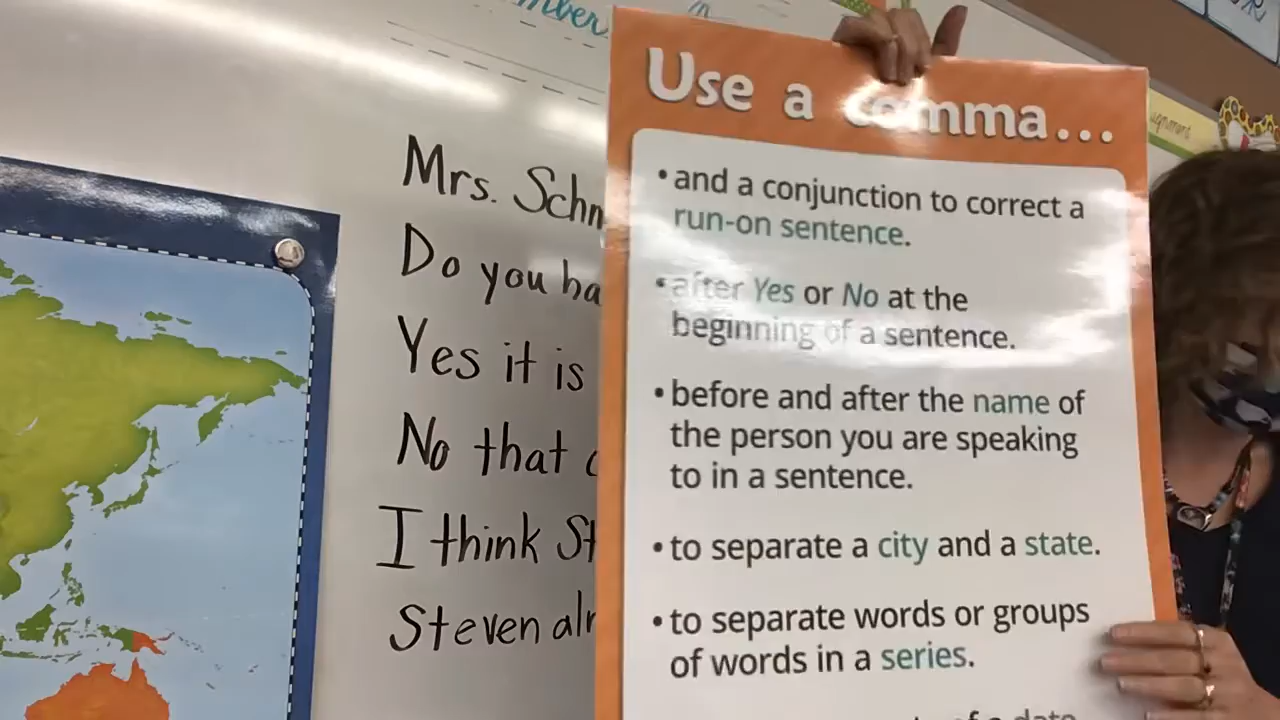 Mrs. Schn
Do you ha
Yes it is
No that
I think St
Steven alr
Use a comma...
• and a conjunction to correct a
run-on sentence.
• after Yes or No at the
beginning of a sentence.
• before and after the name of
the person you are speaking
to in a sentence.
• to separate a city and a state.
• to separate words or groups
of words in a series.
of a date